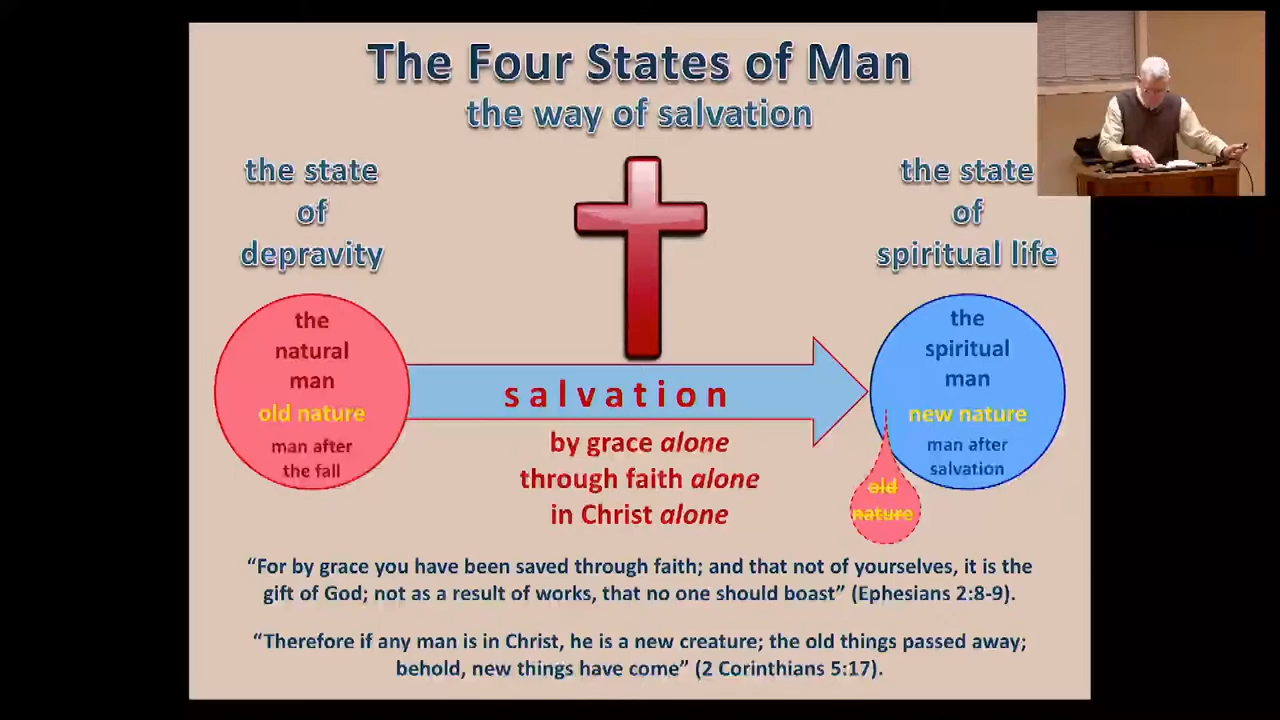 The Four States of Man
the way of salvation
the state
of
depravity
the state
of
spiritual life
the
natural
man
old nature
man after
the fall
salvation
by grace alone
through faith alone
in Christ alone
the
spiritual
man
new nature
man after
salvation
old
nature
“For by grace you have been saved through faith; and that not of yourselves, it is the
gift of God; not as a result of works, that no one should boast” (Ephesians 2:8-9).
“Therefore if any man is in Christ, he is a new creature; the old things passed away;
behold, new things have come” (2 Corinthians 5:17).